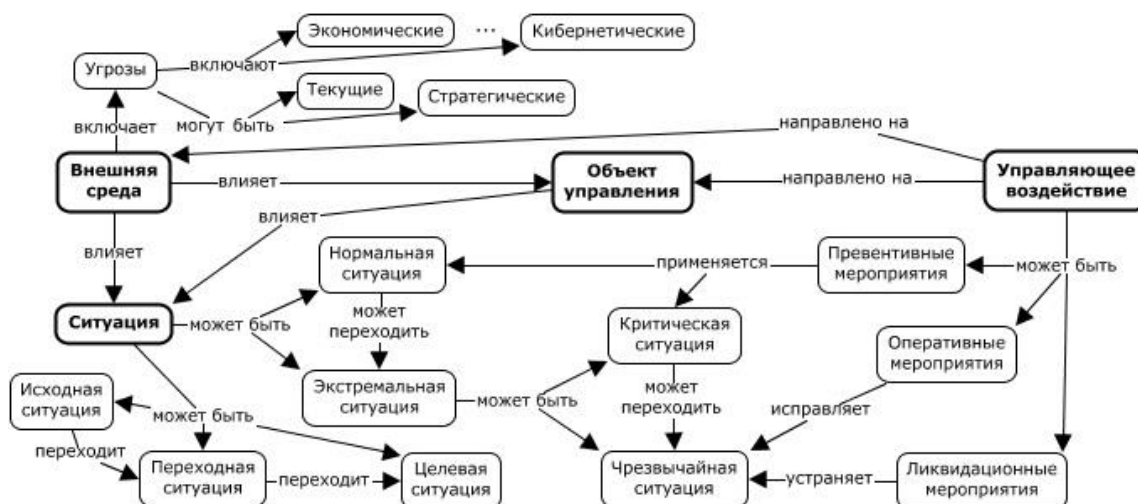 Экономические
...
Кибернетические
Угрозы
включают
Текущие
Стратегические
включает
могут быть
направлено на
Внешняя
среда
влияет
Объект
управления
направлено на
Управляющее
воздействие
влияет
влияет
Нормальная
ситуация
применяется
Превентивные
мероприятия
может быть
Ситуация
может быть
может
переходить
Критическая
ситуация
Оперативные
мероприятия
Исходная
ситуация
Экстремальная
ситуация
может быть
может
переходить
исправляет
может быть
переходит
Переходная
ситуация
переходит
Целевая
ситуация
Чрезвычайная
ситуация
устраняет
Ликвидационные
мероприятия